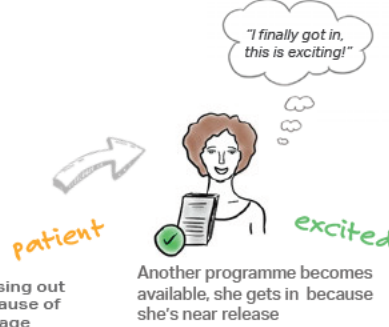 "I finally got in,
this is exciting!"
patient
excited
sing out
ause of
age
Another programme becomes
available, she gets in because
she's near release